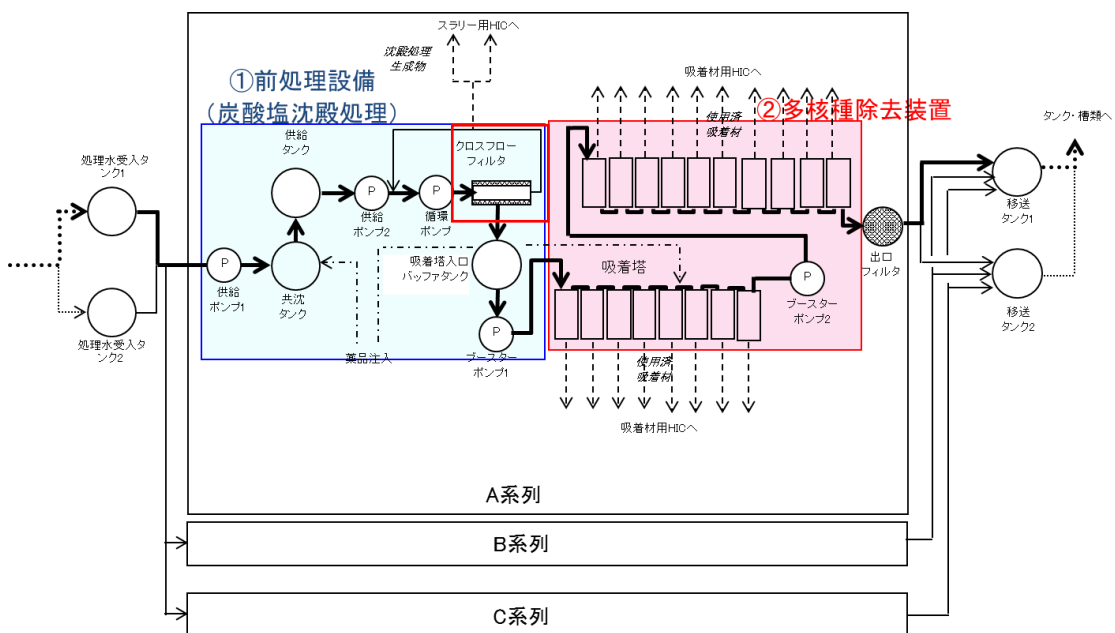 スラリー用HICへ
沈殿処理
生成物
①前処理設備
(炭酸塩沈殿処理)
吸着材用HICへ
②多核種除去装置
使用済
吸着材
タンク・槽類へ
供給
タンク
クロスフロー
フィルタ
処理水受入タ
ンク1
P
供給
ポンプ2
P
循環
ポンプ
移送
タンク1
P
供給
ポンプ1
共沈
タンク
吸着塔入口
バッファタンク
吸着塔
P
ブースター
ポンプ2
出口
フィルタ
処理水受入タ
ンク2
薬品注入
P
ブースター
ポンプ1
移送
タンク2
使用済
吸着材
吸着材用HICへ
A系列
B系列
C系列